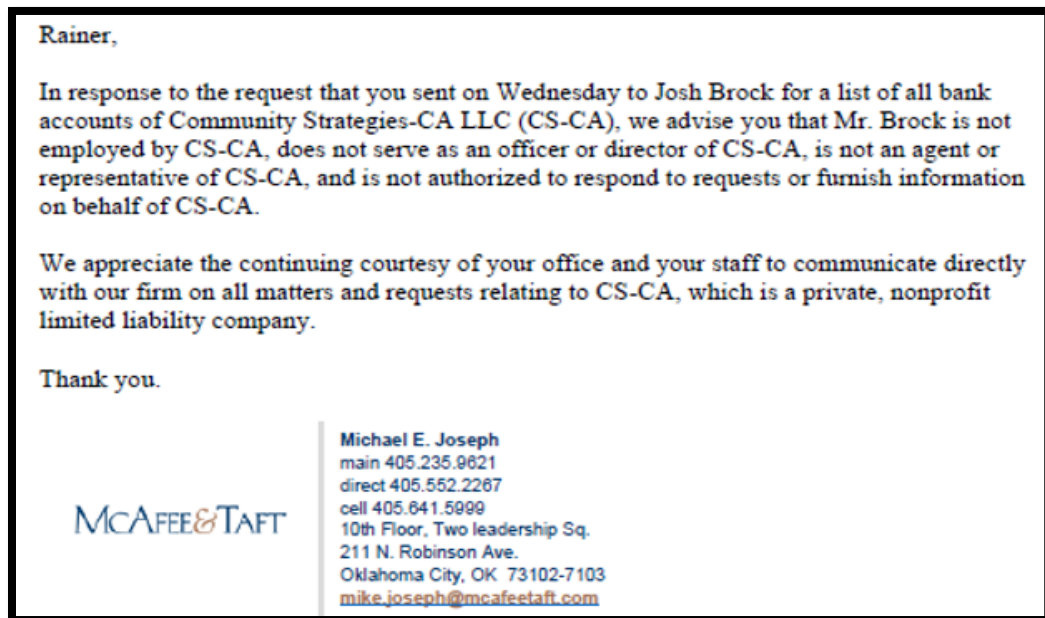 Rainer,
In response to the request that you sent on Wednesday to Josh Brock for a list of all bank
accounts of Community Strategies-CA LLC (CS-CA), we advise you that Mr. Brock is not
employed by CS-CA, does not serve as an officer or director of CS-CA, is not an agent or
representative of CS-CA, and is not authorized to respond to requests or furnish information
on behalf of CS-CA.
We appreciate the continuing courtesy of your office and your staff to communicate directly
with our firm on all matters and requests relating to CS-CA, which is a private, nonprofit
limited liability company.
Thank you.
MCAFEE&TAFT
Michael E. Joseph
main 405.235.9621
direct 405.552.2267
cell 405.641.5999
10th Floor, Two leadership Sq.
211 N. Robinson Ave.
Oklahoma City, OK 73102-7103
mike.joseph@mcafeetaft.com